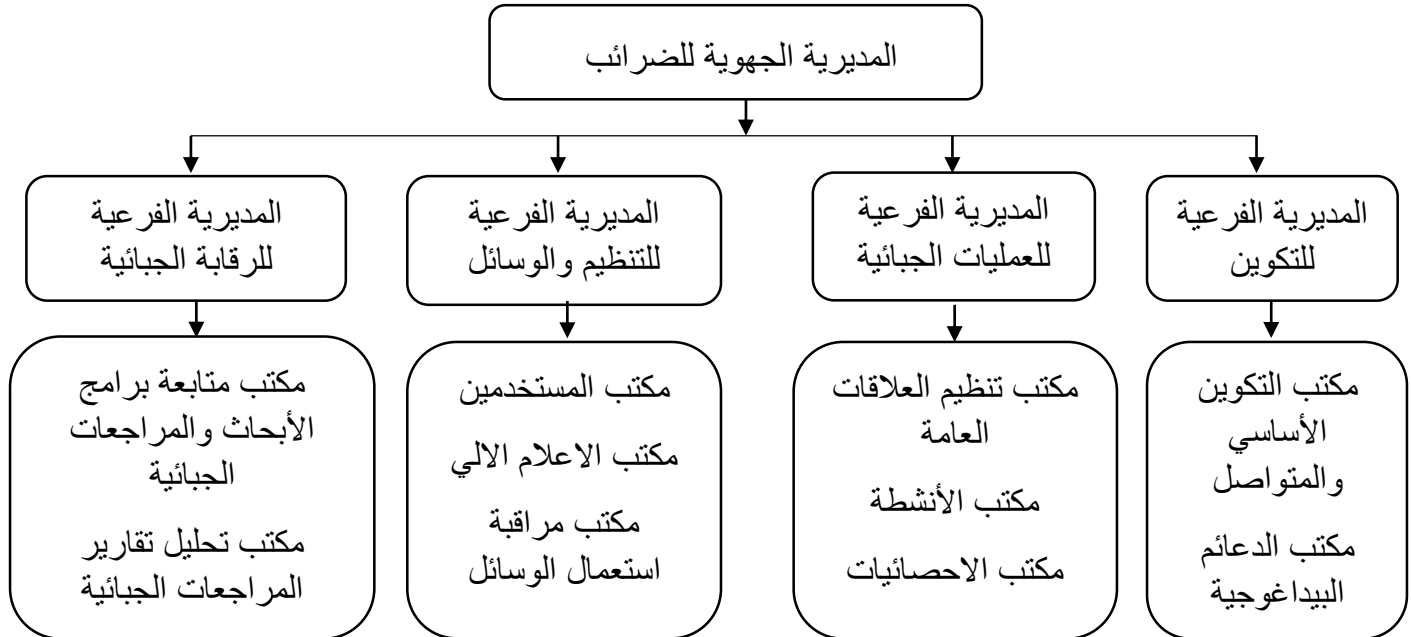 المديرية الجهوية للضرائب
المديرية الفرعية
للتكوين
المديرية الفرعية
للعمليات الجبائية
المديرية الفرعية
للتنظيم والوسائل
المديرية الفرعية
للرقابة الجبائية
مكتب التكوين
الأساسي
والمتواصل
مكتب الدعائم
البيداغوجية
مكتب تنظيم العلاقات
العامة
مكتب الأنشطة
مكتب الاحصائيات
مكتب المستخدمين
مكتب الاعلام الالي
مكتب مراقبة
استعمال الوسائل
مكتب متابعة برامج
الأبحاث والمراجعات
الجبائية
مكتب تحليل تقارير
المراجعات الجبائية